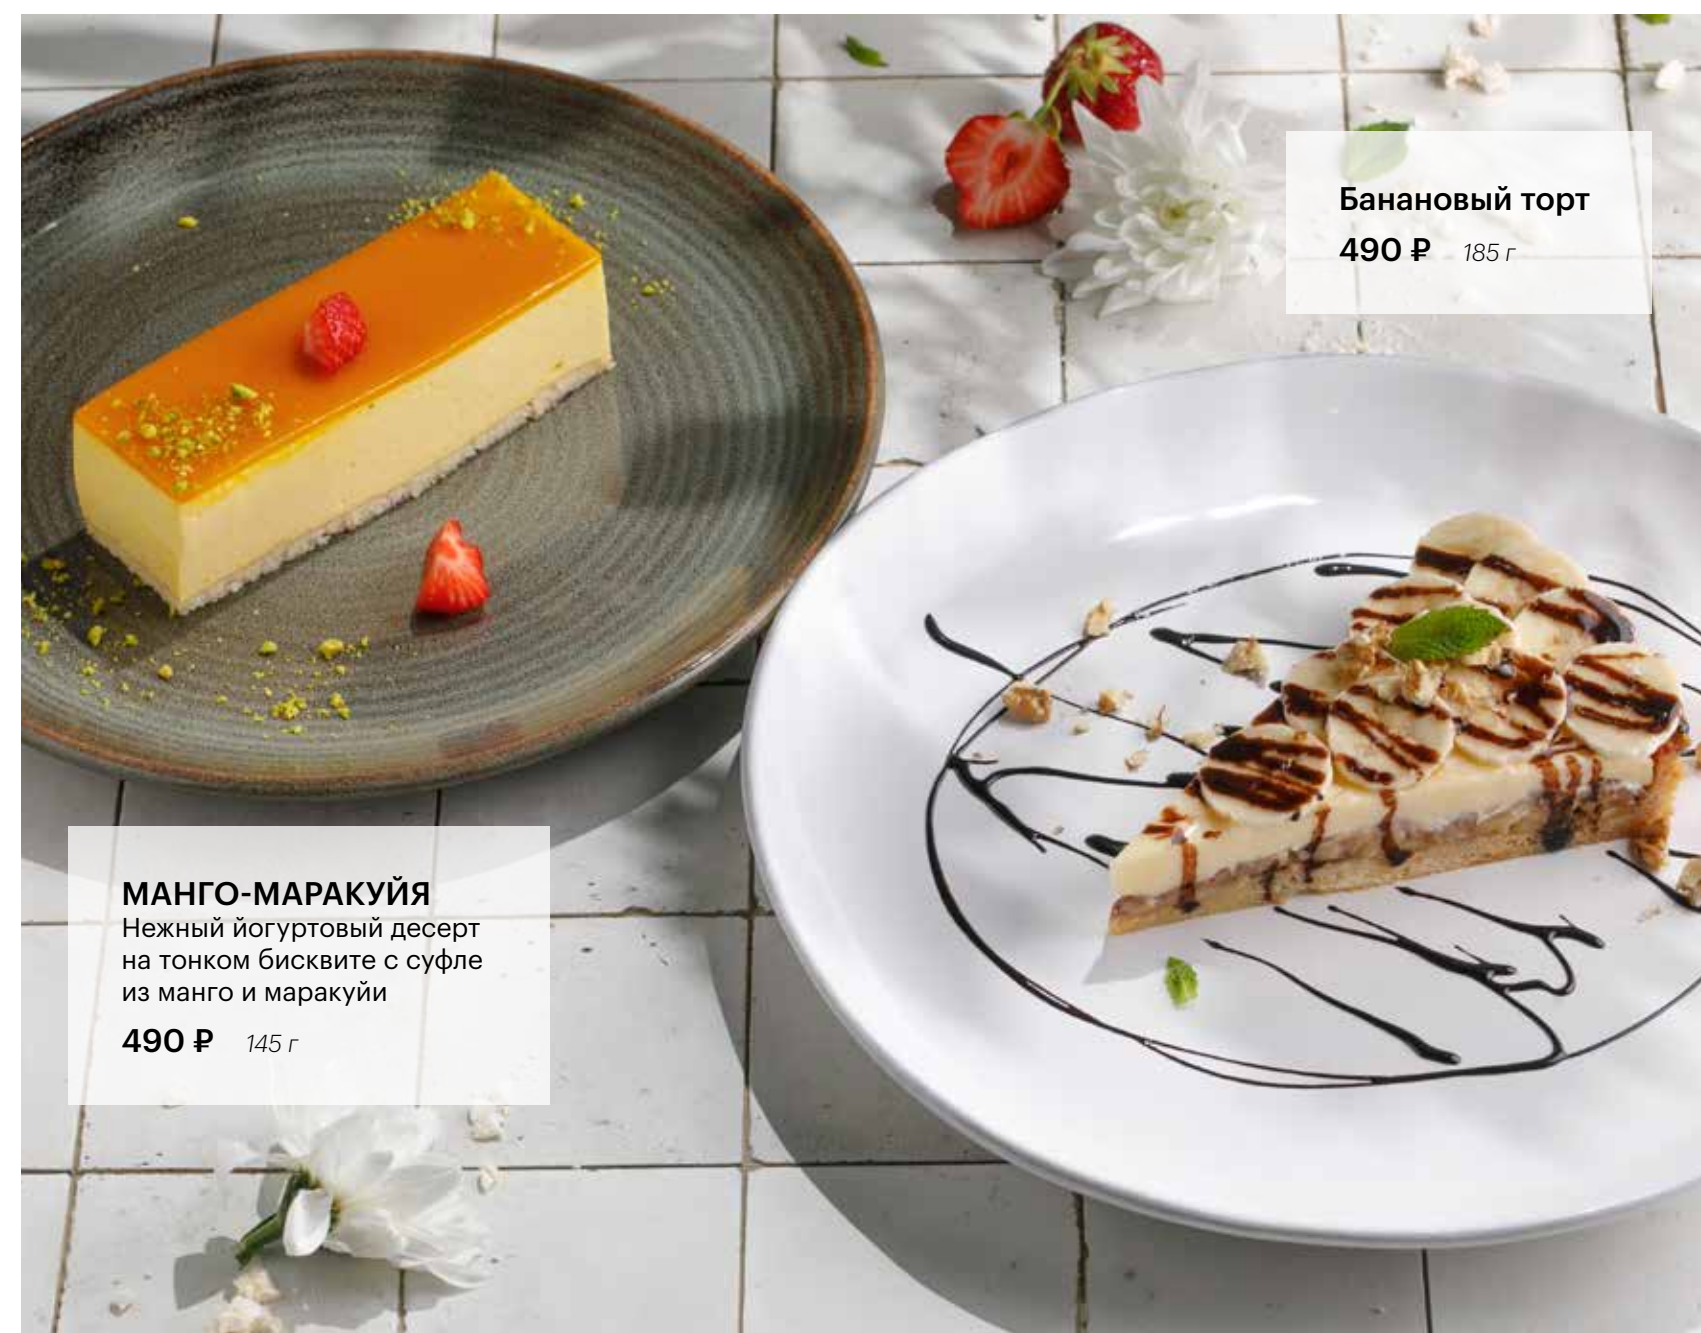 Банановый торт
490 ₽ 185 г
МАНГО-МАРАКУЙЯ
Нежный йогуртовый десерт
на тонком бисквите с суфле
из манго и маракуйи
490 ₽ 145 г